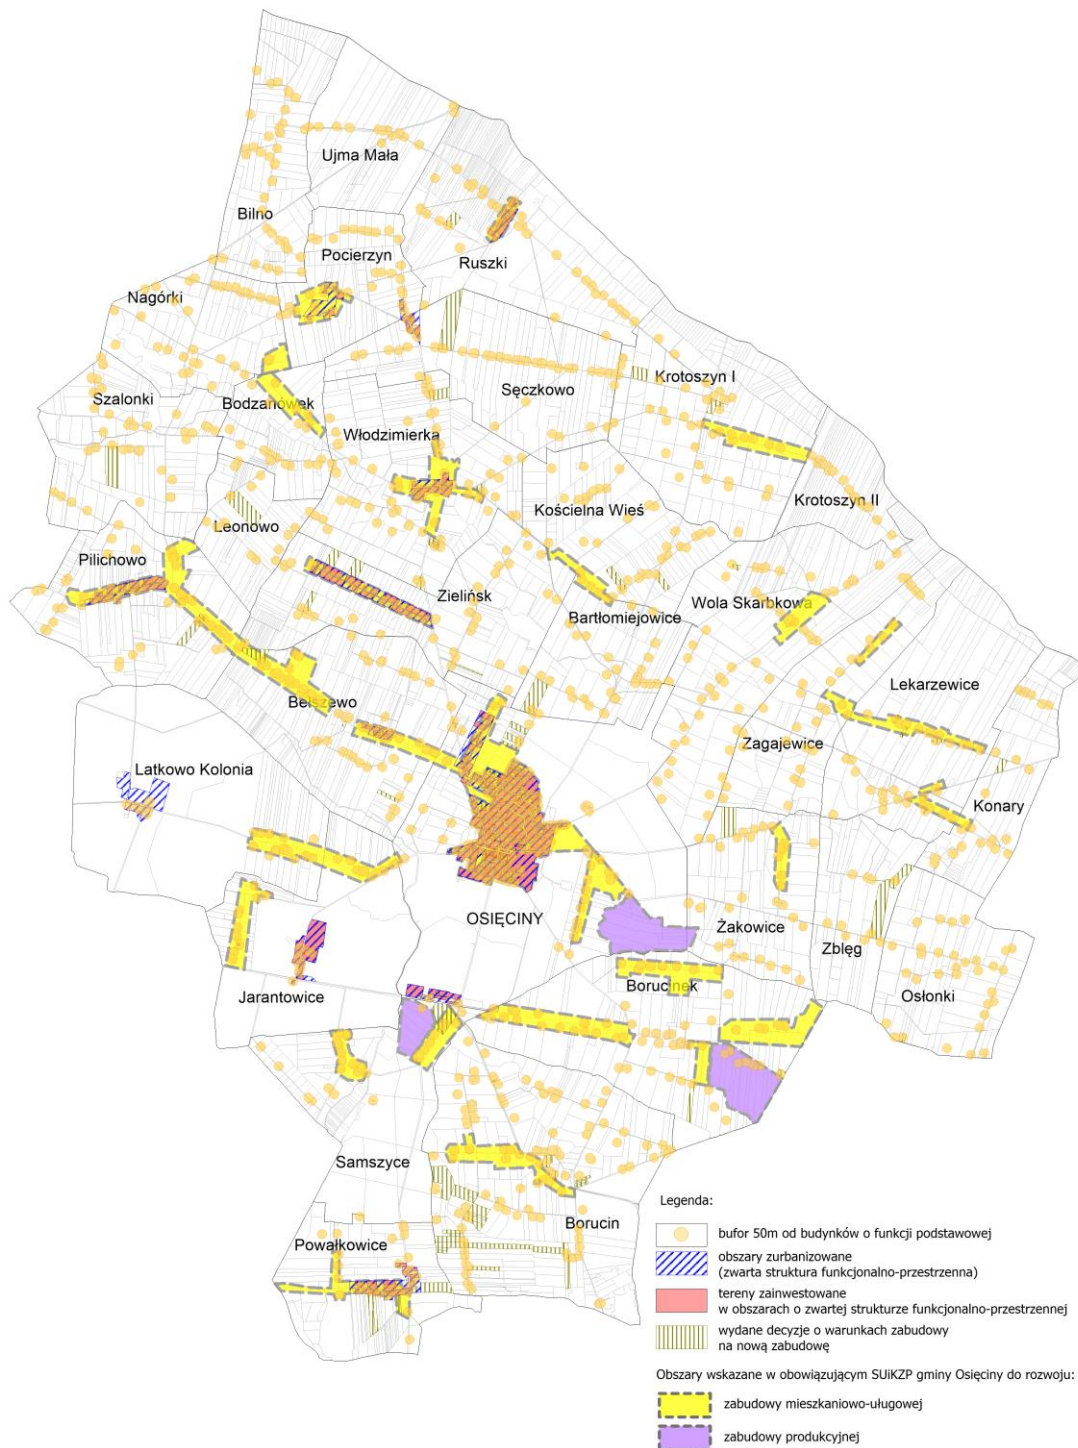 Ujma Mała
Bilno
Pocierzyn
Ruszki
Nagórki
Krotoszyn I
Szalonki
Bodzanówek
Sęczkowo
Włodzimierka
Krotoszyn II
Kościelna Wieś
Leonowo
Pilichowo
Zielińsk
Wola Skarbkowa
Bartłomiejowice
Lekarzewice
Bełszewo
Zagajewice
Latkowo Kolonia
Konary
OSIĘCINY
Żakowice
Zblęg
Borucinek
Jarantowice
Osłonki
Samszyce
Borucin
Powałkowice
Legenda:
bufor 50m od budynków o funkcji podstawowej
obszary zurbanizowane
(zwarta struktura funkcjonalno-przestrzenna)
tereny zainwestowane
w obszarach o zwartej strukturze funkcjonalno-przestrzennej
wydane decyzje o warunkach zabudowy
na nową zabudowę
Obszary wskazane w obowiązującym SUiKZP gminy Osięciny do rozwoju:
zabudowy mieszkaniowo-uługowej
zabudowy produkcyjnej